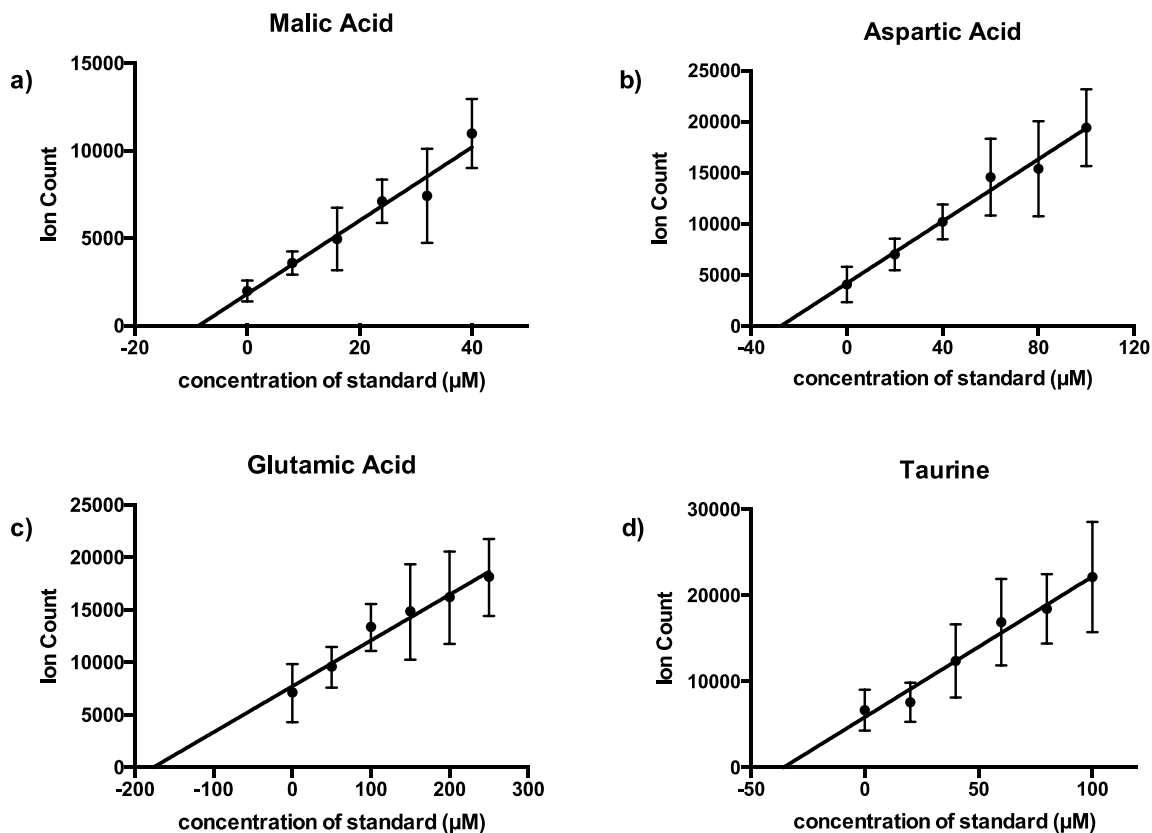 Malic Acid
a)
15000
10000
5000
0
Ion Count
-20 0 20 40
concentration of standard (µM)
Aspartic Acid
b)
25000
20000
15000
10000
5000
0
Ion Count
-40 0 40 80 120
concentration of standard (µM)
Glutamic Acid
c)
25000
20000
15000
10000
5000
0
Ion Count
-200 -100 0 100 200 300
concentration of standard (µM)
Taurine
d)
30000
20000
10000
0
Ion Count
-50 0 50 100
concentration of standard (µM)